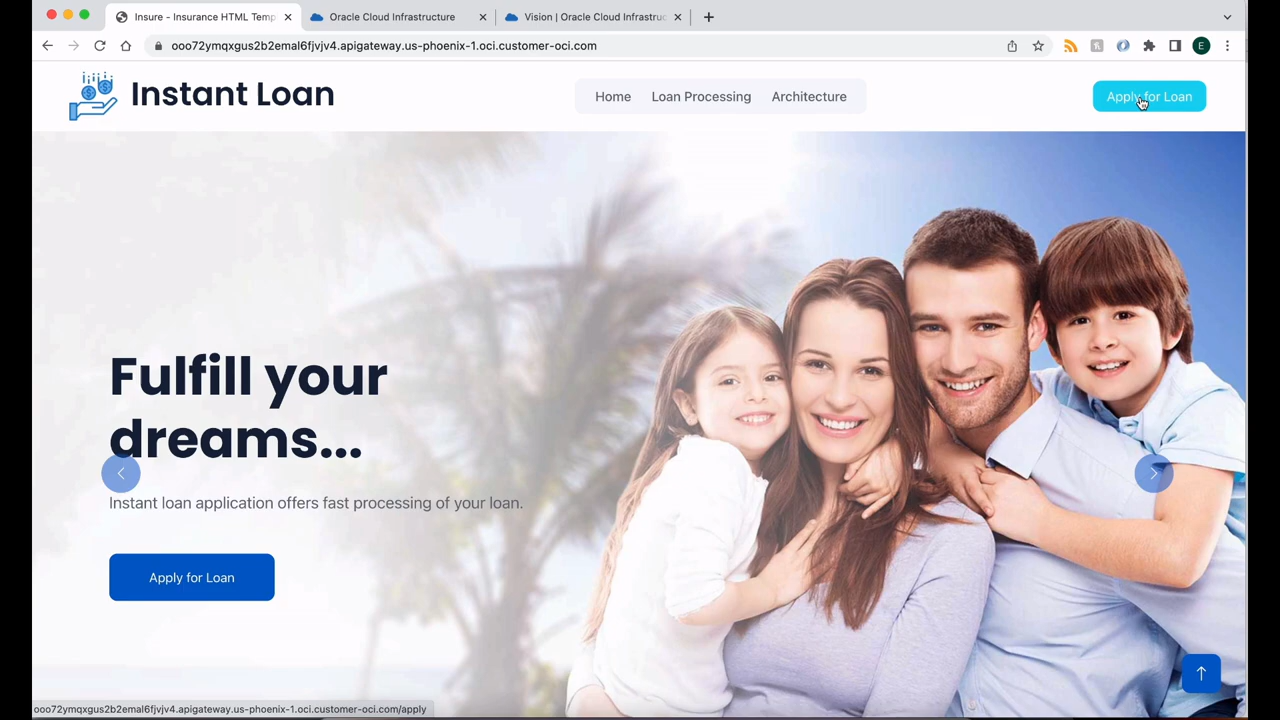 Insure - Insurance HTML Temp
Oracle Cloud Infrastructure
Vision | Oracle Cloud Infrastruc
ooo72ymqxgus2b2emal6fjvjv4.apigateway.us-phoenix-1.oci.customer-oci.com
E
Instant Loan
Home
Loan Processing
Architecture
Apply for Loan
Fulfill your
dreams...
Instant loan application offers fast processing of your loan.
Apply for Loan
ooo72ymqxgus2b2emal6fjvjv4.apigateway.us-phoenix-1.oci.customer-oci.com/apply